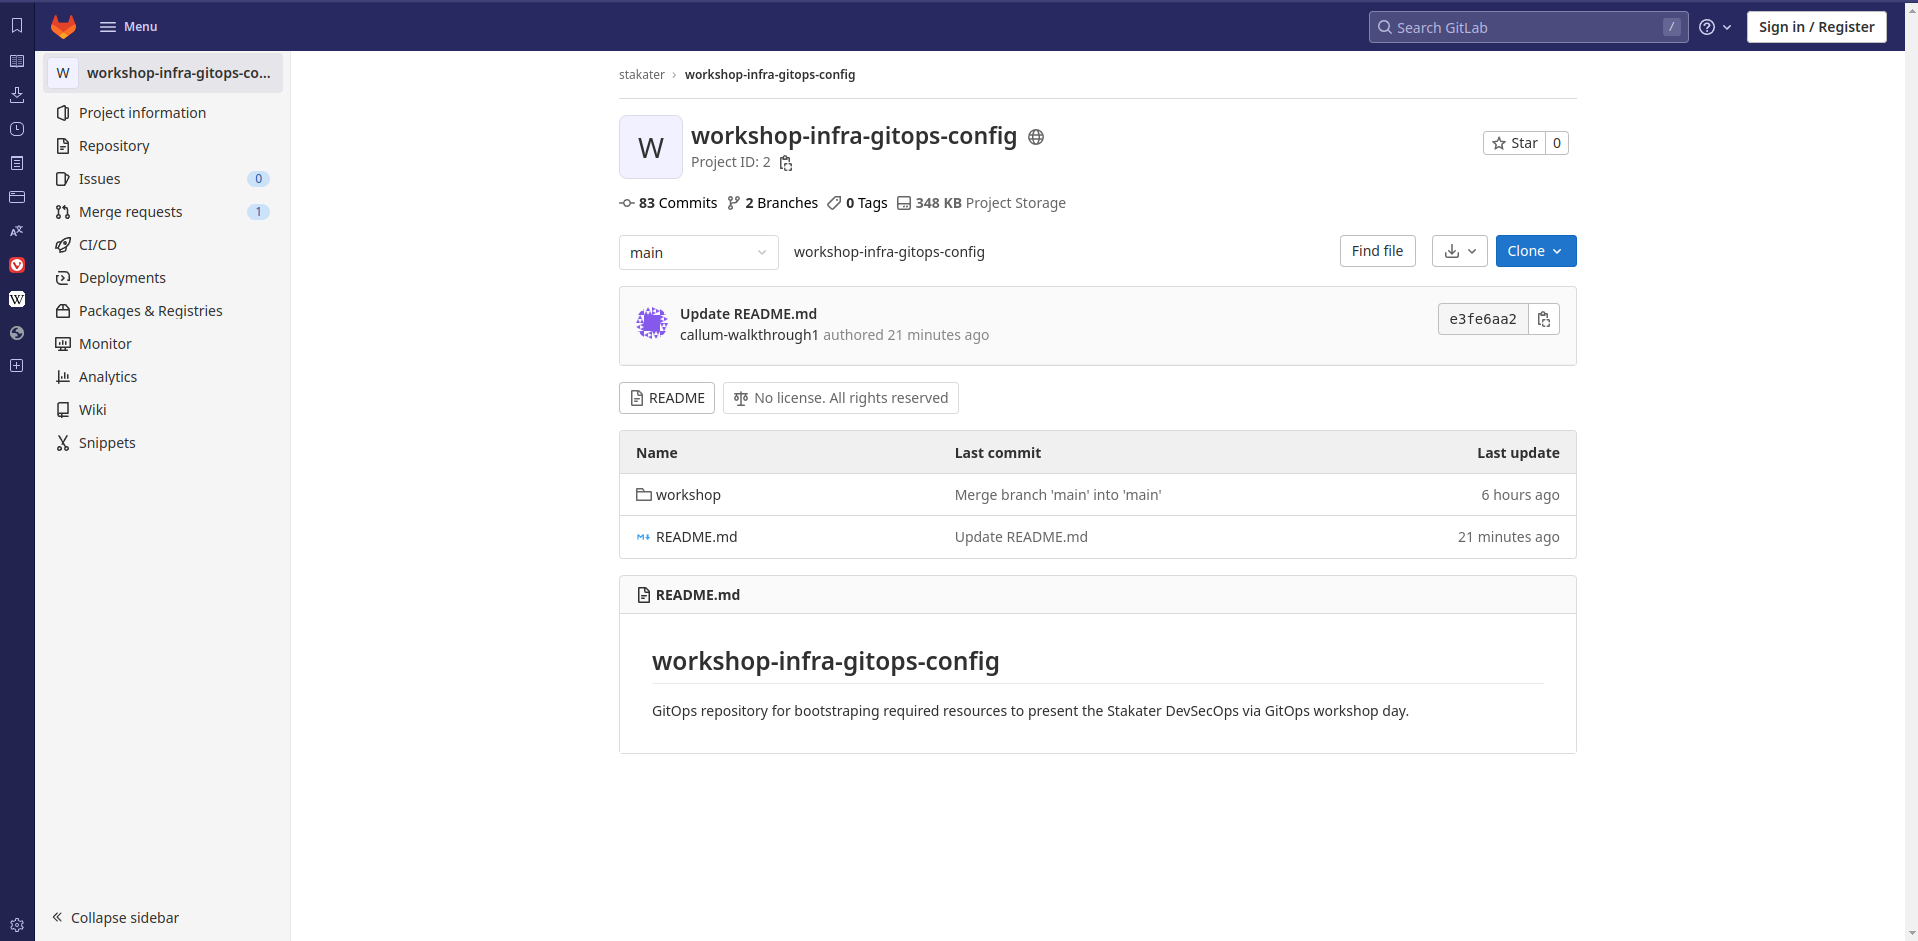 Menu
Search GitLab /
Sign in / Register
W workshop-infra-gitops-co...
Project information
Repository
Issues 0
Merge requests 1
CI/CD
Deployments
Packages & Registries
Monitor
Analytics
Wiki
Snippets
Collapse sidebar
stakater › workshop-infra-gitops-config
W
workshop-infra-gitops-config
Project ID: 2
Star 0
83 Commits 2 Branches 0 Tags 348 KB Project Storage
main workshop-infra-gitops-config Find file Clone
Update README.md
callum-walkthrough1 authored 21 minutes ago
e3fe6aa2
README No license. All rights reserved
Name Last commit Last update
workshop Merge branch 'main' into 'main' 6 hours ago
README.md Update README.md 21 minutes ago
README.md
workshop-infra-gitops-config
GitOps repository for bootstraping required resources to present the Stakater DevSecOps via GitOps workshop day.